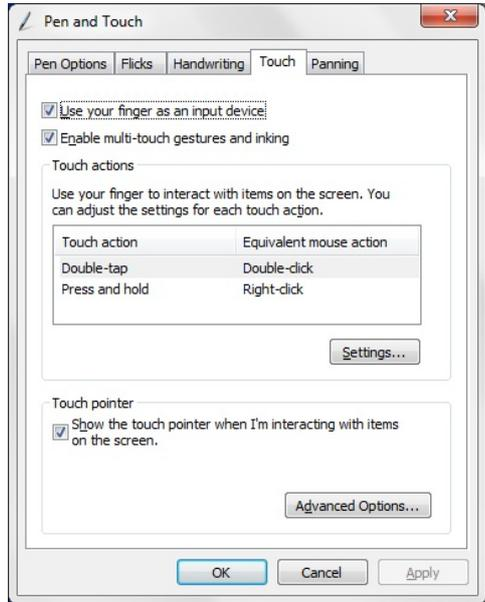 Pen and Touch
Pen Options Flicks Handwriting Touch Panning
Use your finger as an input device
Enable multi-touch gestures and inking
Touch actions
Use your finger to interact with items on the screen. You
can adjust the settings for each touch action.
Touch action Equivalent mouse action
Double-tap Double-click
Press and hold Right-click
Settings...
Touch pointer
Show the touch pointer when I'm interacting with items
on the screen.
Advanced Options...
OK Cancel Apply